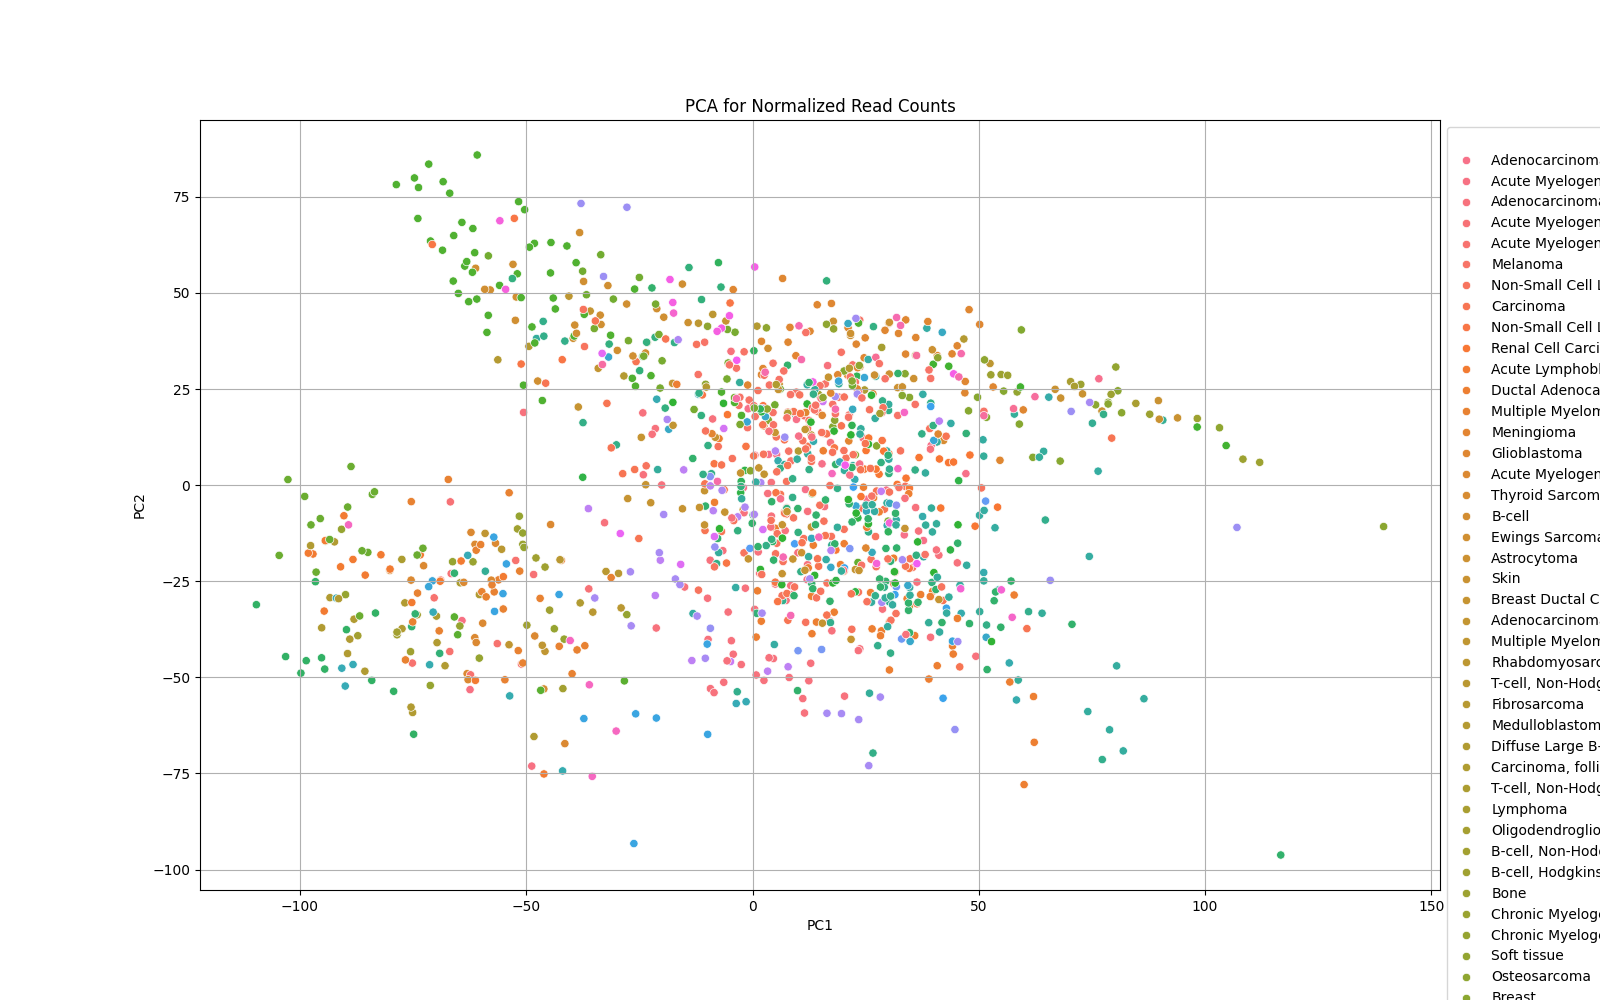 PCA for Normalized Read Counts
75
50
25
0
−25
−50
−75
−100
PC2
−100
−50
0
50
100
150
PC1
Adenocarcinoma
Acute Myelogen
Adenocarcinoma
Acute Myelogen
Acute Myelogen
Melanoma
Non-Small Cell L
Carcinoma
Non-Small Cell L
Renal Cell Carci
Acute Lymphobl
Ductal Adenoca
Multiple Myelom
Meningioma
Glioblastoma
Acute Myelogen
Thyroid Sarcom
B-cell
Ewings Sarcoma
Astrocytoma
Skin
Breast Ductal C
Adenocarcinoma
Multiple Myelom
Rhabdomyosarc
T-cell, Non-Hodg
Fibrosarcoma
Medulloblastom
Diffuse Large B-
Carcinoma, folli
T-cell, Non-Hodg
Lymphoma
Oligodendroglio
B-cell, Non-Hod
B-cell, Hodgkins
Bone
Chronic Myelog
Chronic Myelog
Soft tissue
Osteosarcoma
Breast